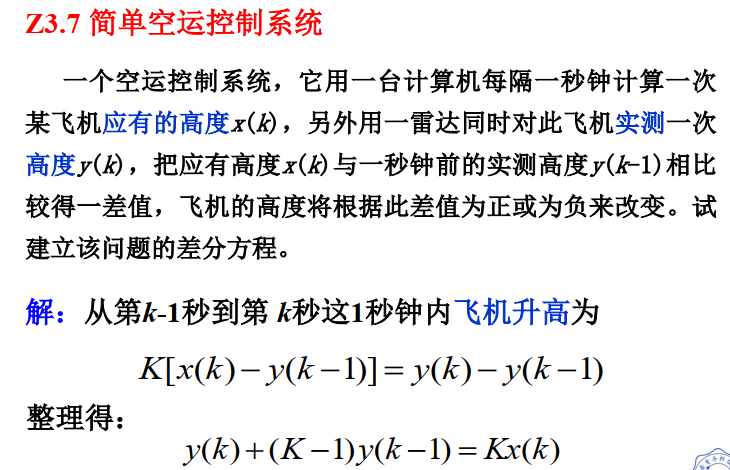 Z3.7 简单空运控制系统
一个空运控制系统，它用一台计算机每隔一秒钟计算一次
某飞机应有的高度x(k)，另外用一雷达同时对此飞机实测一次
高度y(k)，把应有高度x(k)与一秒钟前的实测高度y(k-1)相比
较得一差值，飞机的高度将根据此差值为正或为负来改变。试
建立该问题的差分方程。
解：从第k-1秒到第 k秒这1秒钟内飞机升高为
K[x(k)−y(k−1)]=y(k)−y(k−1)
整理得：
y(k)+(K−1)y(k−1)=Kx(k)